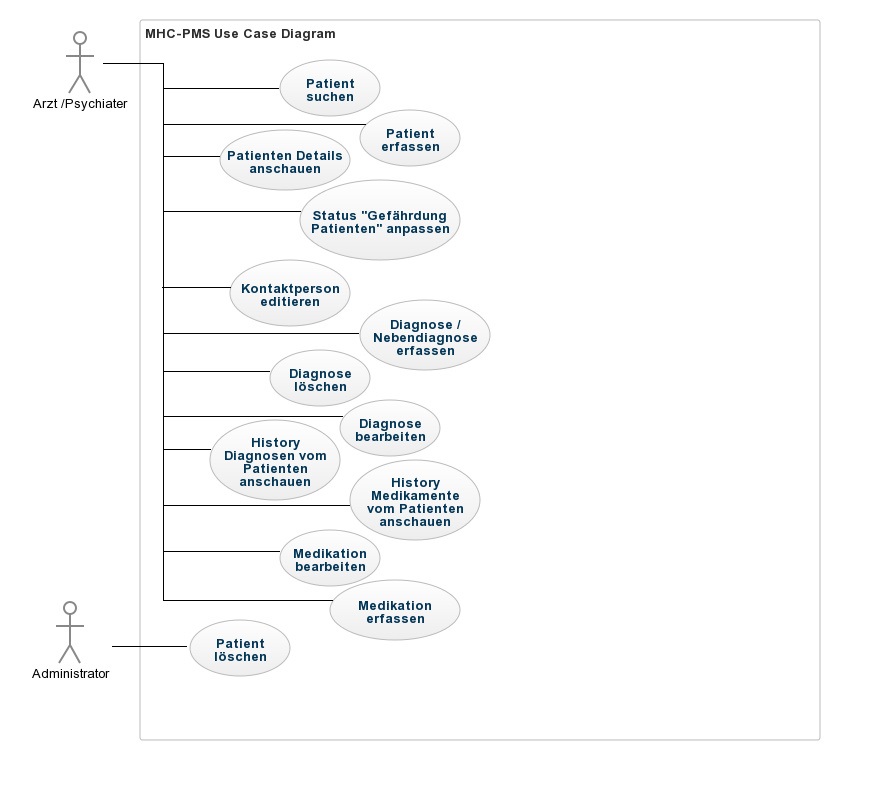 MHC-PMS Use Case Diagram
Arzt /Psychiater
Patient
suchen
Patient
erfassen
Patienten Details
anschauen
Status "Gefährdung
Patienten" anpassen
Kontaktperson
editieren
Diagnose /
Nebendiagnose
erfassen
Diagnose
löschen
Diagnose
bearbeiten
History
Diagnosen vom
Patienten
anschauen
History
Medikamente
vom Patienten
anschauen
Medikation
bearbeiten
Medikation
erfassen
Patient
löschen
Administrator